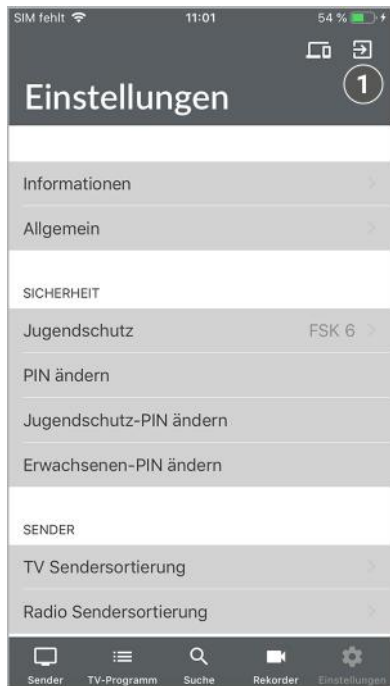 SIM fehlt 11:01 54 %
1
Einstellungen
Informationen
Allgemein
SICHERHEIT
Jugendschutz FSK 6
PIN ändern
Jugendschutz-PIN ändern
Erwachsenen-PIN ändern
SENDER
TV Sendersortierung
Radio Sendersortierung
Sender TV-Programm Suche Rekorder Einstellungen